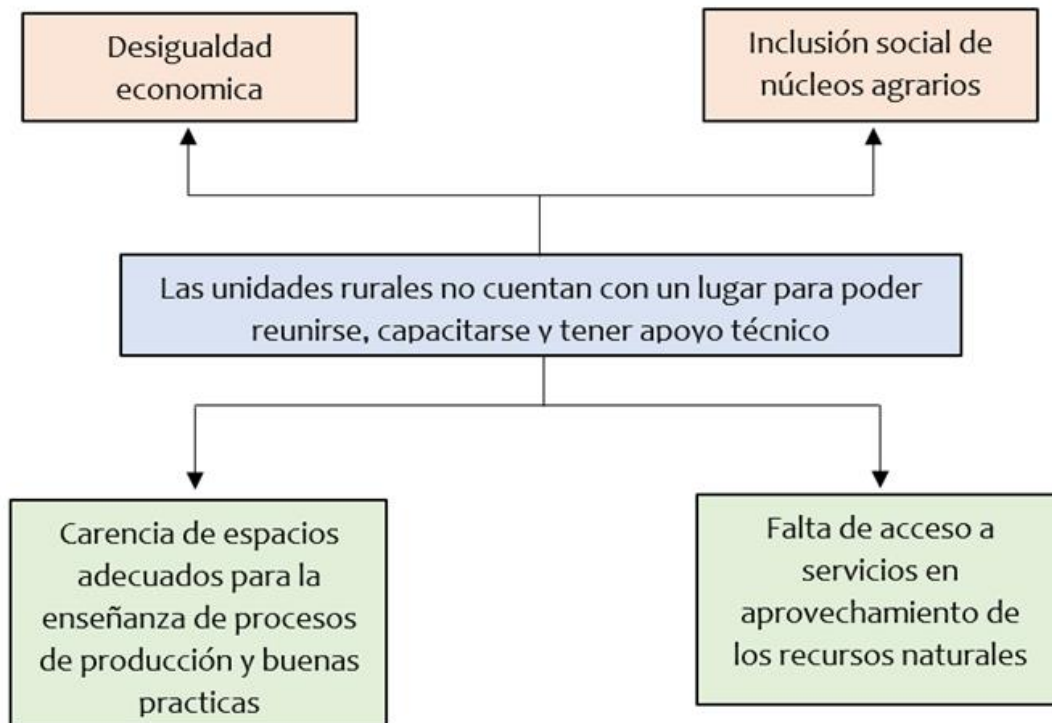 Desigualdad
economica
Inclusión social de
núcleos agrarios
Las unidades rurales no cuentan con un lugar para poder
reunirse, capacitarse y tener apoyo técnico
Carencia de espacios
adecuados para la
enseñanza de procesos
de producción y buenas
practicas
Falta de acceso a
servicios en
aprovechamiento de
los recursos naturales